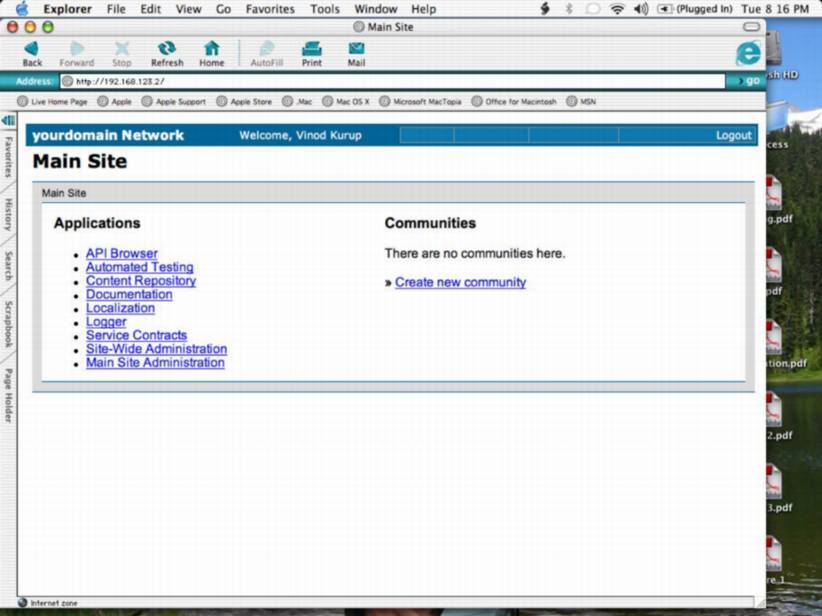 Explorer File Edit View Go Favorites Tools Window Help (Plugged In) Tue 8 16 PM
Main Site
Back Forward Stop Refresh Home AutoFill Print Mail
Address: http://192.168.123.2/ go
Live Home Page Apple Apple Support Apple Store .Mac Mac OS X Microsoft MacTopia Office for Macintosh MSN
Favorites
History
Search
Scrapbook
Page Holder
yourdomain Network Welcome, Vinod Kurup Logout
Main Site
Main Site
Applications
API Browser
Automated Testing
Content Repository
Documentation
Localization
Logger
Service Contracts
Site-Wide Administration
Main Site Administration
Communities
There are no communities here.
» Create new community
Internet zone
sh HD
cess
g.pdf
pdf
tion.pdf
2.pdf
3.pdf
re 1